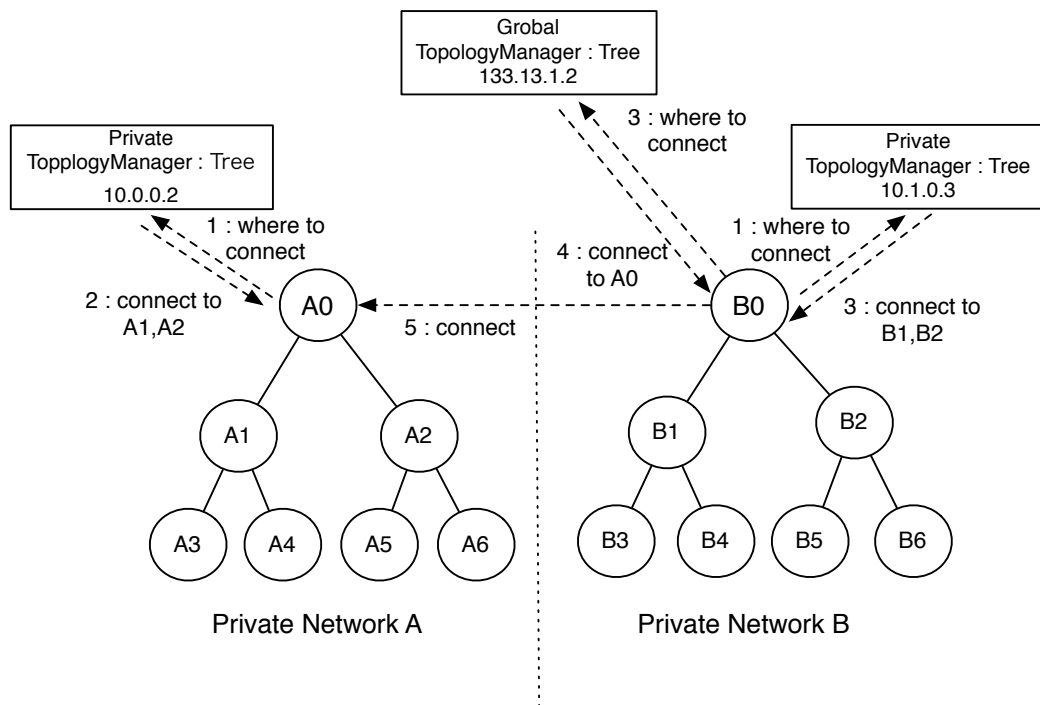 Grobal
TopologyManager : Tree
133.13.1.2
Private
TopplogyManager : Tree
10.0.0.2
Private
TopologyManager : Tree
10.1.0.3
3 : where to
connect
1 : where to
connect
1 : where to
connect
4 : connect
to A0
2 : connect to
A1,A2
3 : connect to
B1,B2
5 : connect
A0
B0
A1
A2
B1
B2
A3
A4
A5
A6
B3
B4
B5
B6
Private Network A
Private Network B